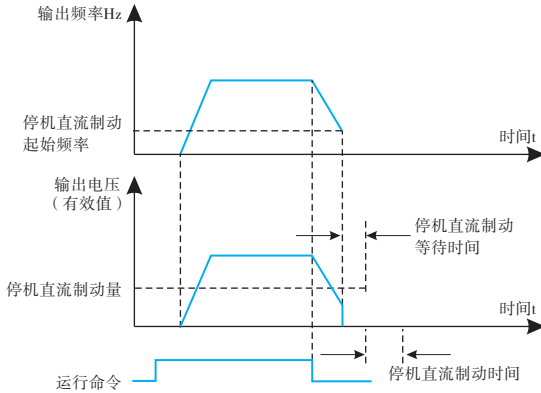 输出频率Hz
停机直流制动
起始频率
时间t
输出电压
（有效值）
停机直流制动
等待时间
停机直流制动量
时间t
停机直流制动时间
运行命令